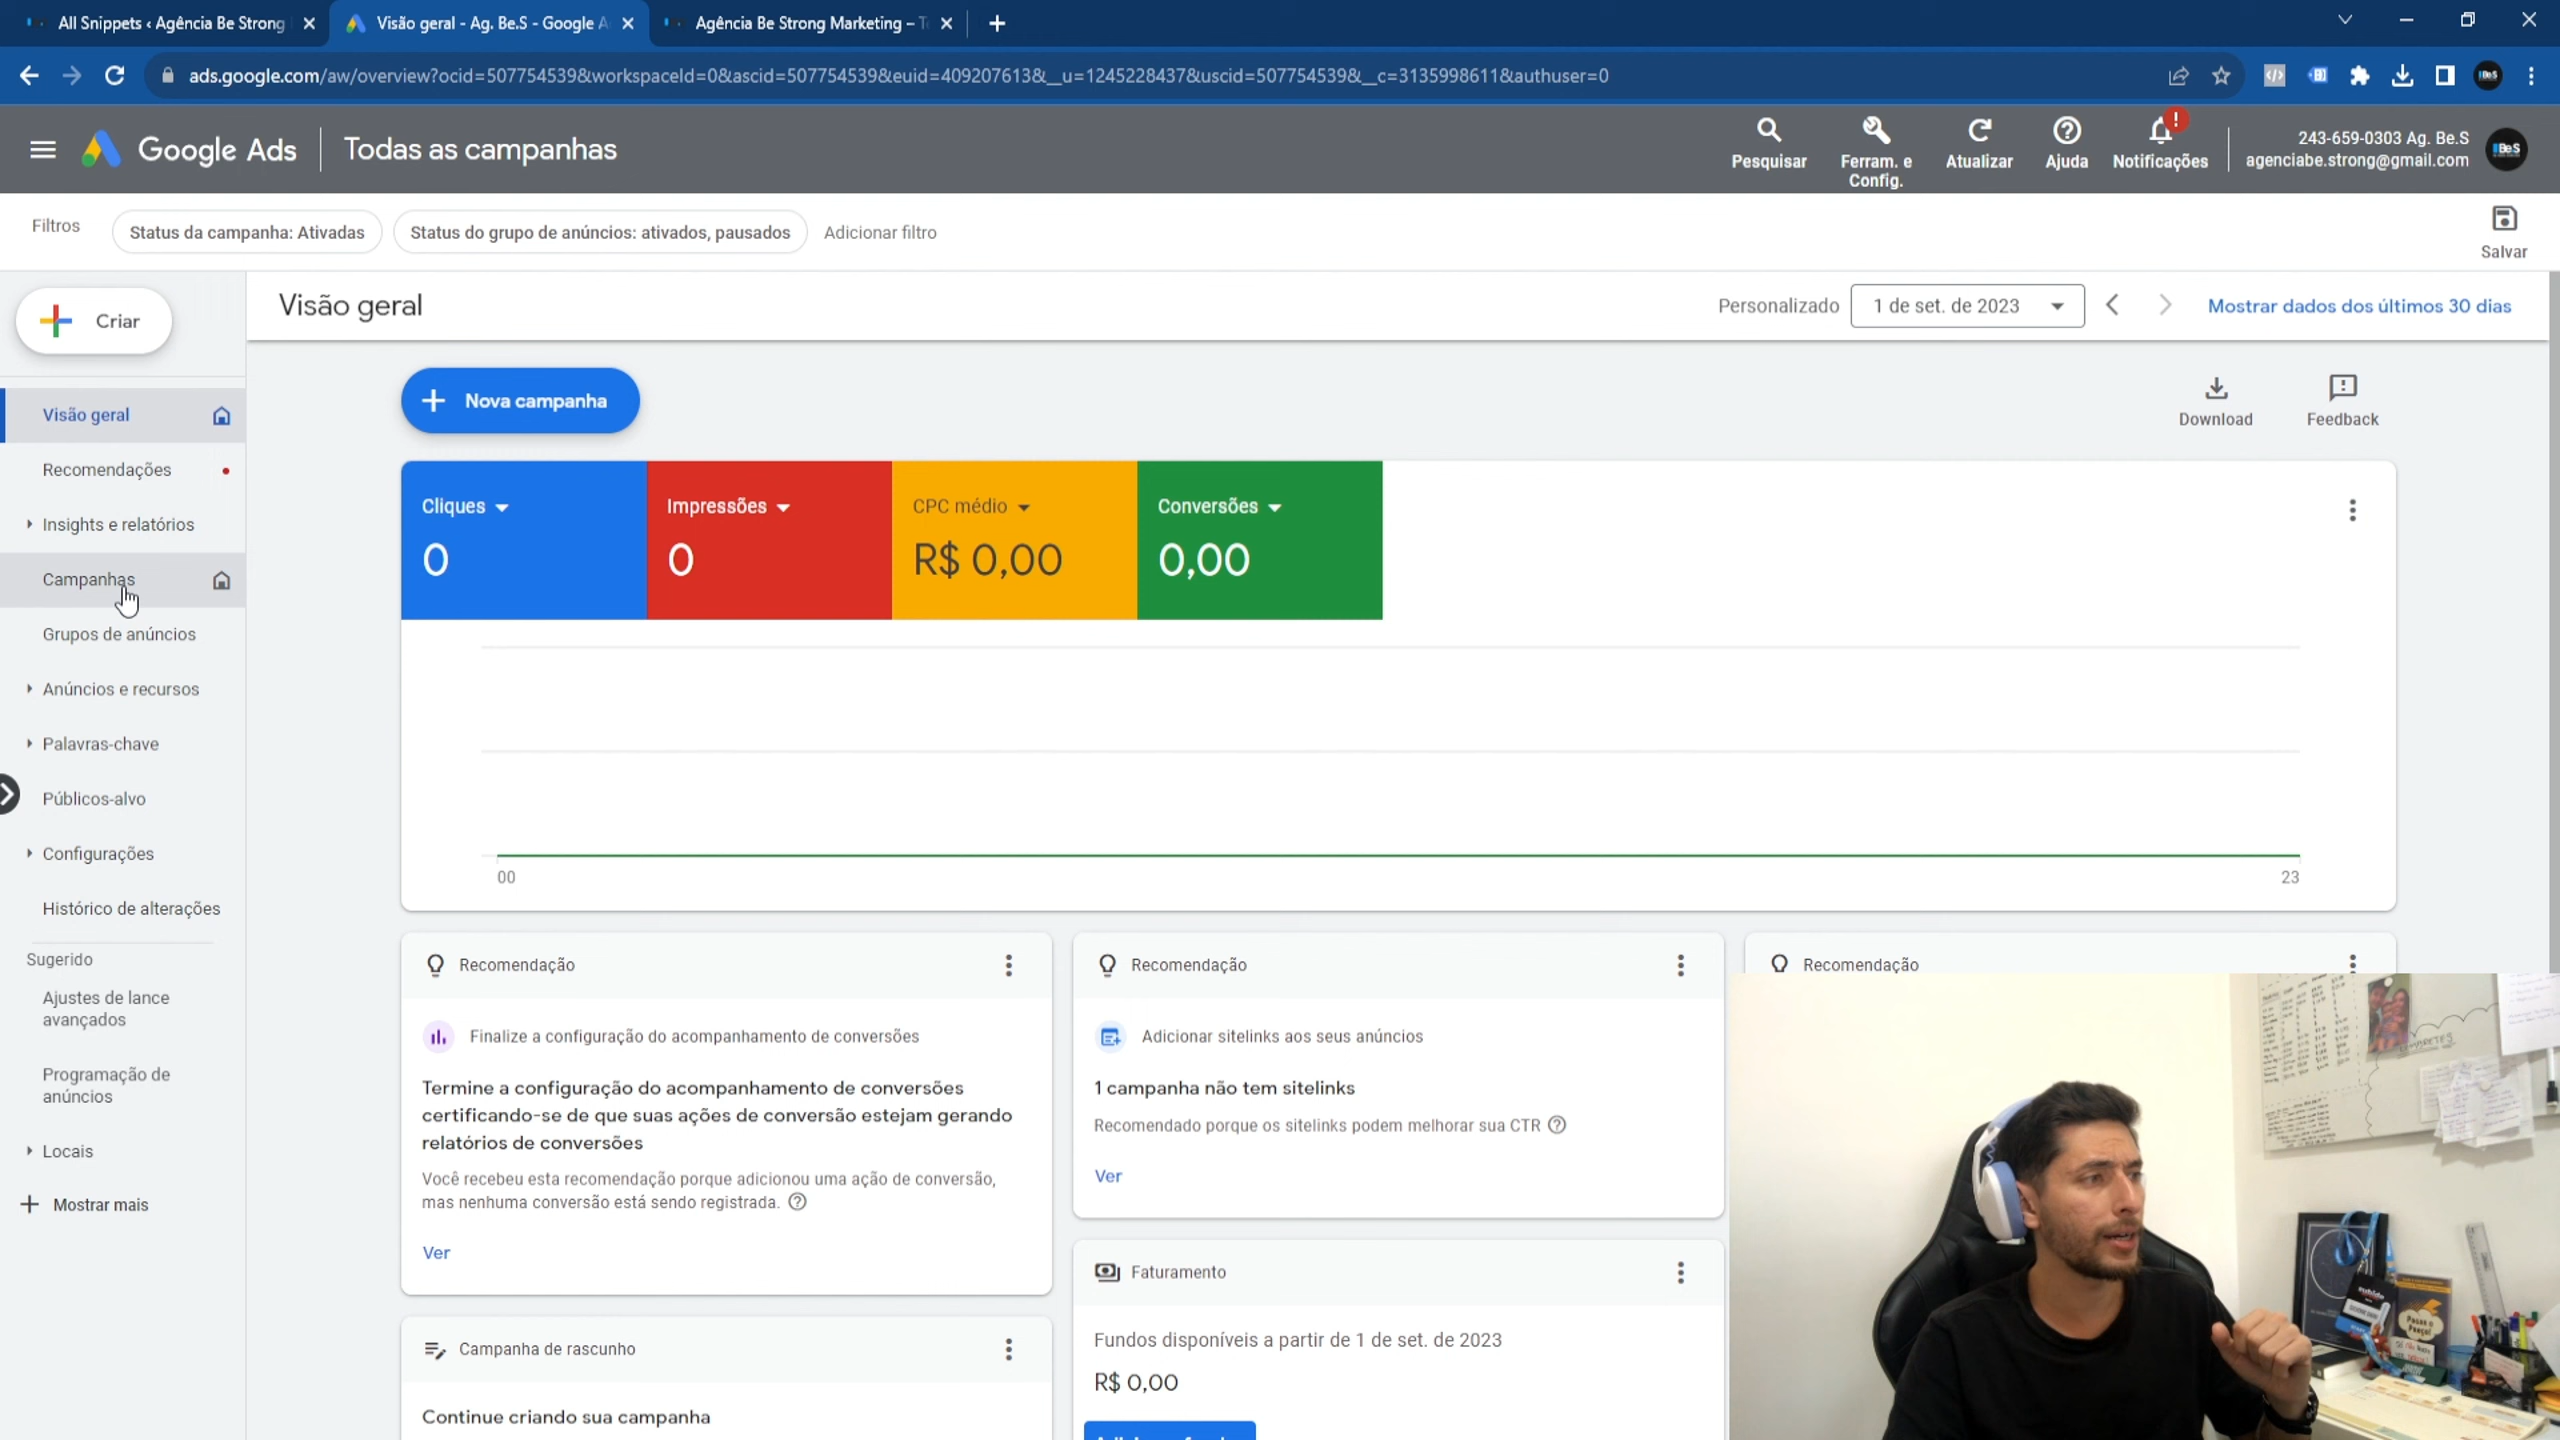 All Snippets ‹ Agência Be Strong
Visão geral - Ag. Be.S - Google A
Agência Be Strong Marketing – T
ads.google.com/aw/overview?ocid=507754539&workspaceId=0&ascid=507754539&euid=409207613&__u=1245228437&uscid=507754539&__c=3135998611&authuser=0
Google Ads
Todas as campanhas
Pesquisar
Ferram. e
Config.
Atualizar
Ajuda
Notificações
243-659-0303 Ag. Be.S
agenciabe.strong@gmail.com
Filtros
Status da campanha: Ativadas
Status do grupo de anúncios: ativados, pausados
Adicionar filtro
Salvar
Criar
Visão geral
Personalizado
1 de set. de 2023
Mostrar dados dos últimos 30 dias
Visão geral
Recomendações
Insights e relatórios
Campanhas
Grupos de anúncios
Anúncios e recursos
Palavras-chave
Públicos-alvo
Configurações
Histórico de alterações
Sugerido
Ajustes de lance
avançados
Programação de
anúncios
Locais
Mostrar mais
Nova campanha
Download
Feedback
Cliques
0
Impressões
0
CPC médio
R$ 0,00
Conversões
0,00
00
23
Recomendação
Finalize a configuração do acompanhamento de conversões
Termine a configuração do acompanhamento de conversões
certificando-se de que suas ações de conversão estejam gerando
relatórios de conversões
Você recebeu esta recomendação porque adicionou uma ação de conversão,
mas nenhuma conversão está sendo registrada.
Ver
Campanha de rascunho
Continue criando sua campanha
Recomendação
Adicionar sitelinks aos seus anúncios
1 campanha não tem sitelinks
Recomendado porque os sitelinks podem melhorar sua CTR
Ver
Faturamento
Fundos disponíveis a partir de 1 de set. de 2023
R$ 0,00
Recomendação